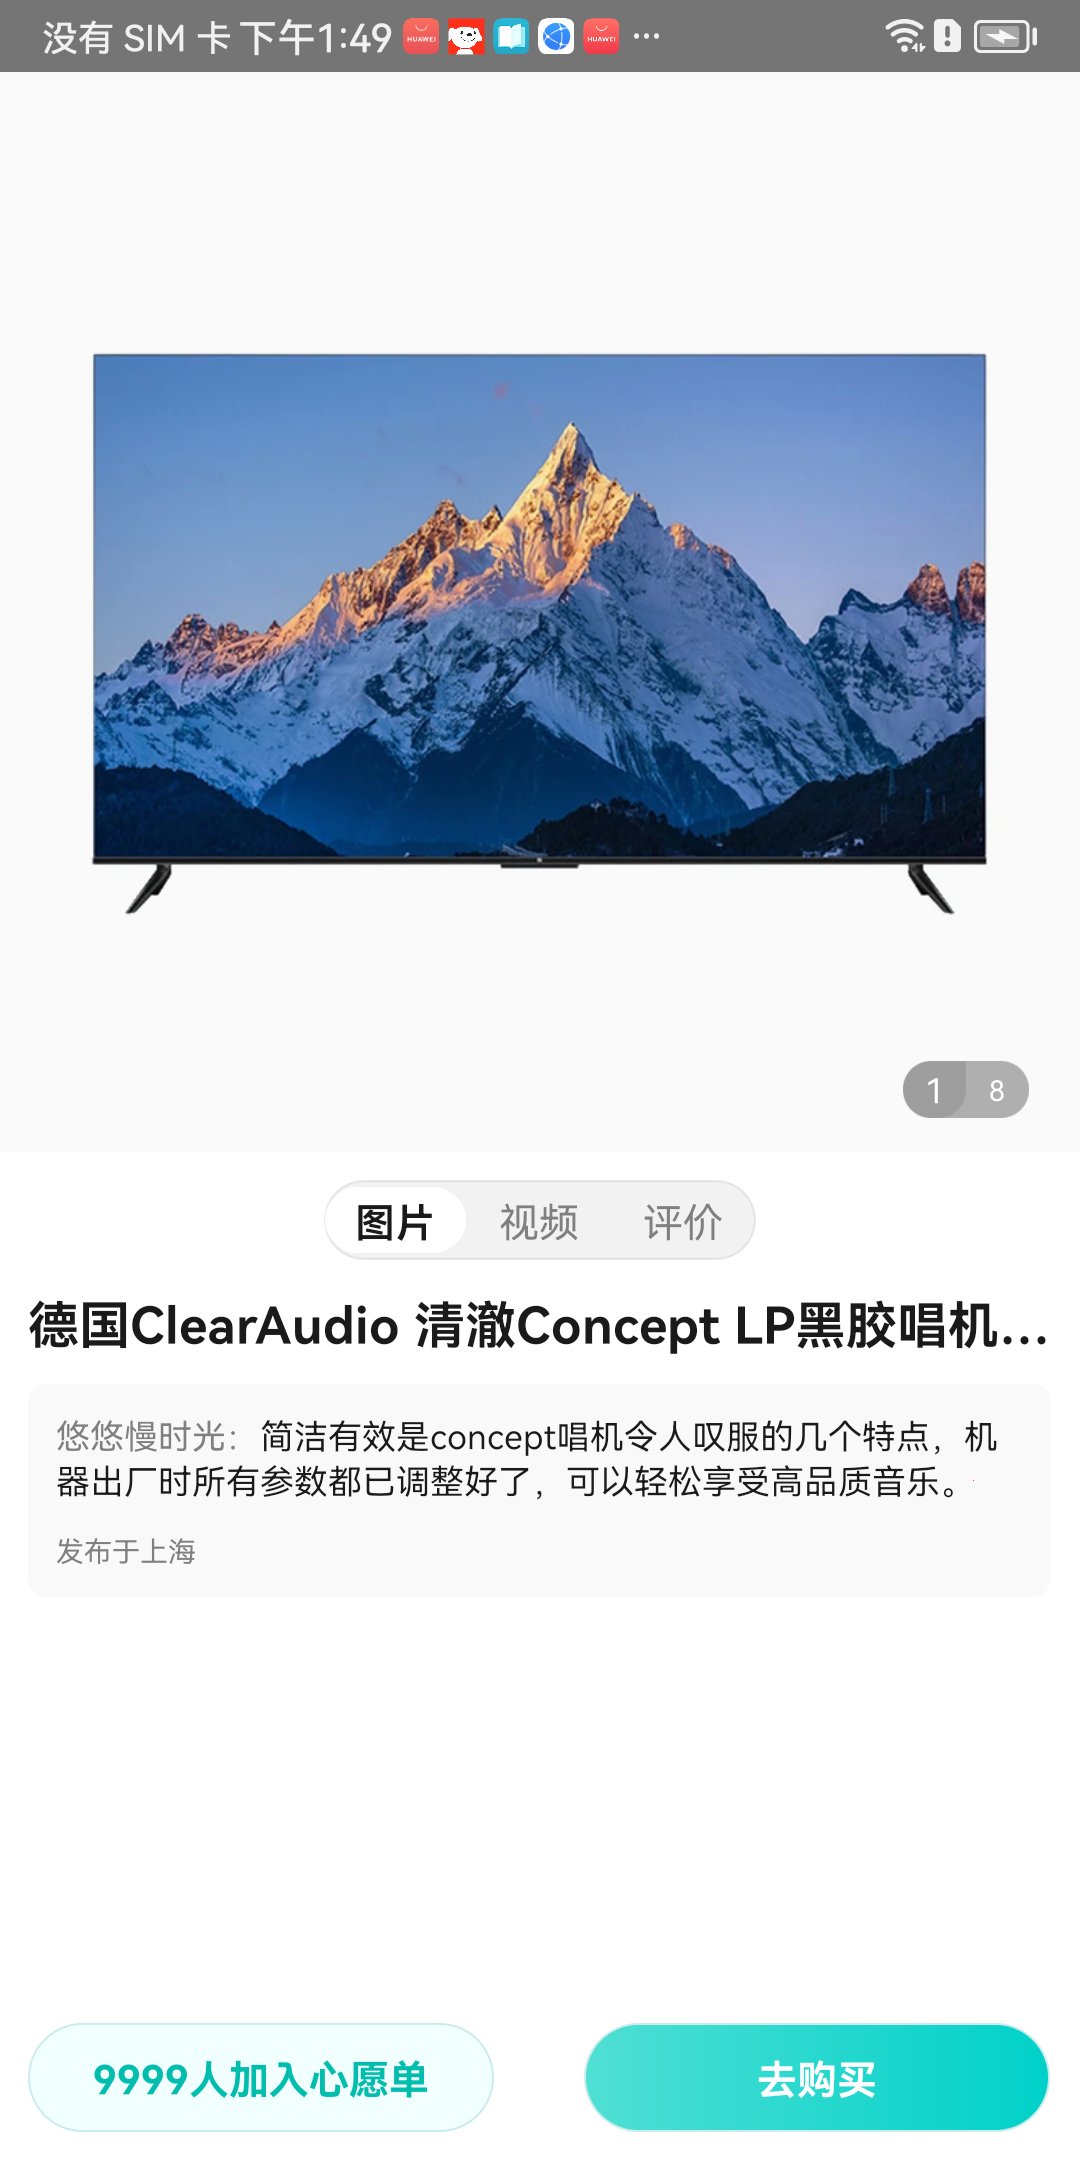 没有 SIM 卡 下午1:49
HUAWEI
HUAWEI
1 8
图片 视频 评价
德国ClearAudio 清澈Concept LP黑胶唱机...
悠悠慢时光：简洁有效是concept唱机令人叹服的几个特点，机
器出厂时所有参数都已调整好了，可以轻松享受高品质音乐。
发布于上海
9999人加入心愿单
去购买